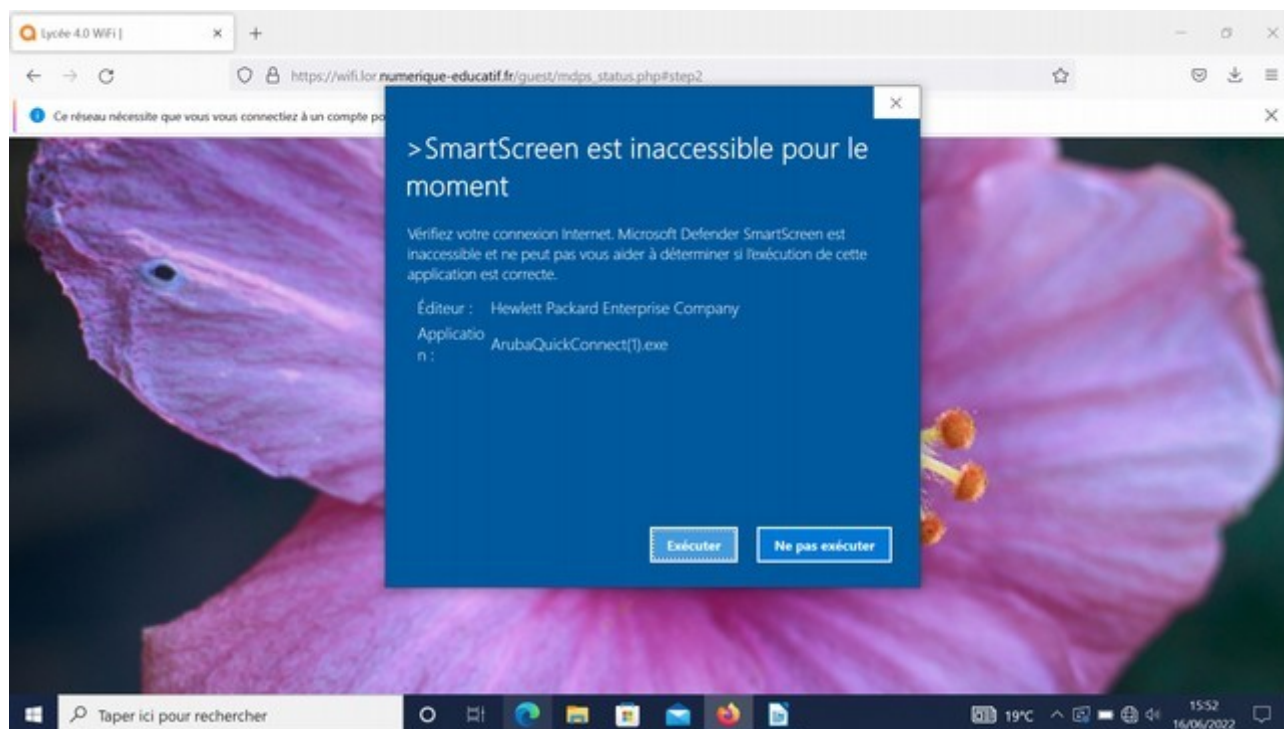 Lycée 4.0 WiFi |
https://wifi.lor.numerique-educatif.fr/guest/mdps_status.php#step2
Ce réseau nécessite que vous vous connectiez à un compte po
>SmartScreen est inaccessible pour le
moment
Vérifiez votre connexion Internet. Microsoft Defender SmartScreen est
inaccessible et ne peut pas vous aider à déterminer si l'exécution de cette
application est correcte.
Éditeur : Hewlett Packard Enterprise Company
Applicatio
n : ArubaQuickConnect(1).exe
Exécuter Ne pas exécuter
Taper ici pour rechercher
19°C
15:52
16/06/2022